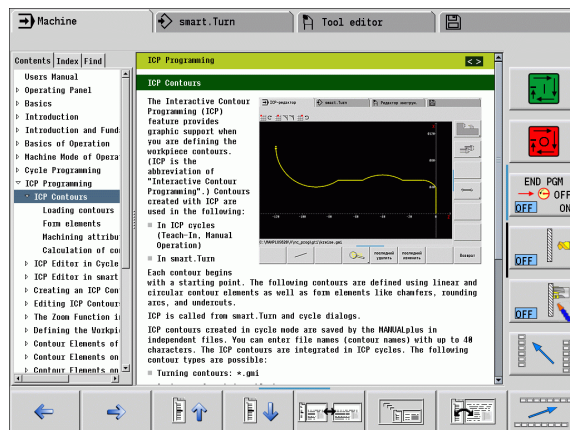 Machine
smart.Turn
Tool editor
Contents Index Find
Users Manual
Operating Panel
Basics
Introduction
Introduction and Funda
Basics of Operation
Machine Mode of Opera
Cycle Programming
ICP Programming
ICP Contours
Loading contours
Form elements
Machining attribu
Calculation of co
ICP Editor in Cycle
ICP Editor in smart
Creating an ICP Cont
Editing ICP Contour
The Zoom Function i
Defining the Workpi
Contour Elements of
Contour Elements on
Contour Elements on
ICP Programming
< >
ICP Contours
The Interactive Contour
Programming (ICP)
feature provides
graphic support when
you are defining the
workpiece contours.
(ICP is the
abbreviation of
"Interactive Contour
Programming".) Contours
created with ICP are
used in the following:
In ICP cycles
(Teach-In, Manual
Operation)
In smart.Turn
ICP-редактор
smart.Turn
Возврат
Each contour begins
with a starting point. The following contours are defined using linear and
circular contour elements as well as form elements like chamfers, rounding
arcs, and undercuts.
ICP is called from smart.Turn and cycle dialogs.
ICP contours created in cycle mode are saved by the MANUALplus in
independent files. You can enter file names (contour names) with up to 40
characters. The ICP contours are integrated in ICP cycles. The following
contour types are possible:
Turning contours: *.gmi
END PGM
OFF
OFF ON
OFF
OFF